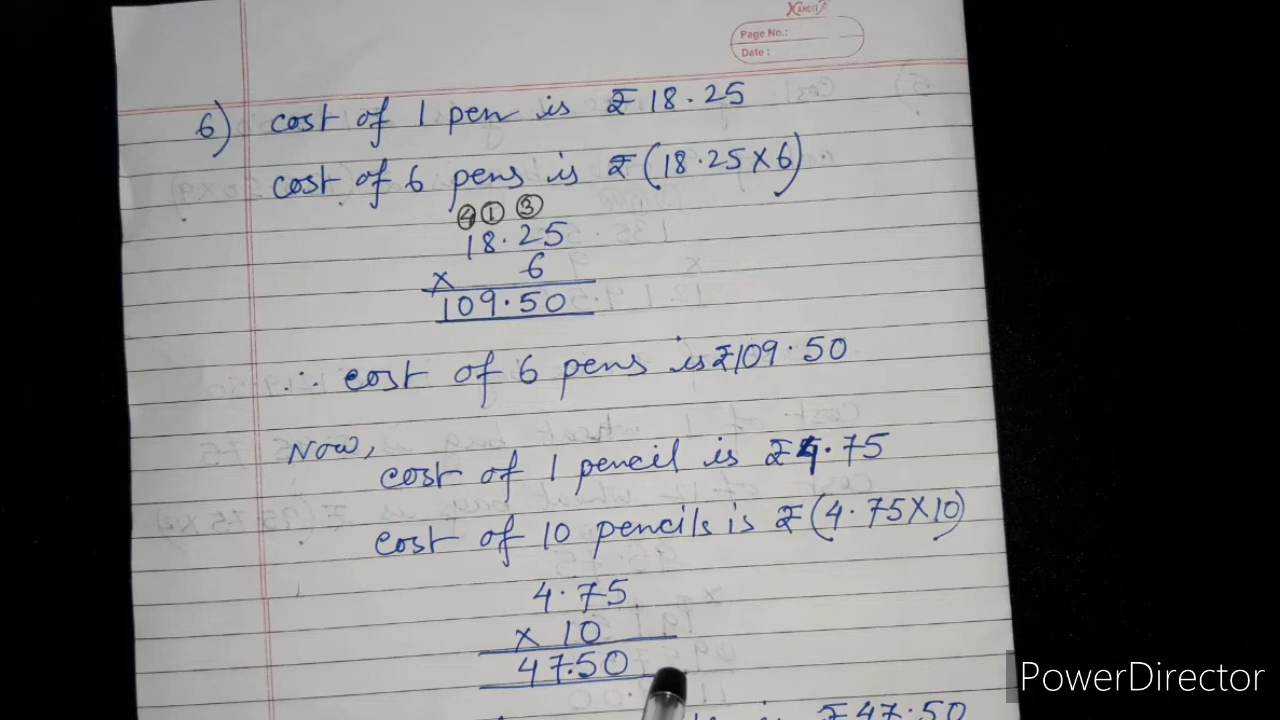 Page No.:
Date :
6) cost of 1 pen is ₹ 18.25
cost of 6 pens is ₹ (18.25 × 6)
④ ① ③
18.25
× 6
109.50
∴ cost of 6 pens is ₹109.50
Now,
cost of 1 pencil is ₹ 4.75
cost of 10 pencils is ₹ (4.75 × 10)
4.75
× 10
47.50
is ₹47.50
PowerDirector